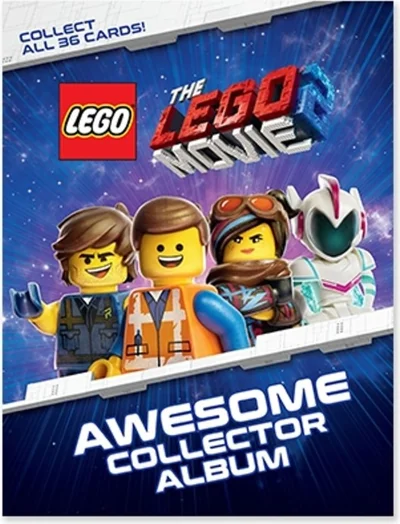 COLLECT
ALL 36 CARDS!
LEGO
THE
LEGO
MOVIE 2
AWESOME
COLLECTOR
ALBUM